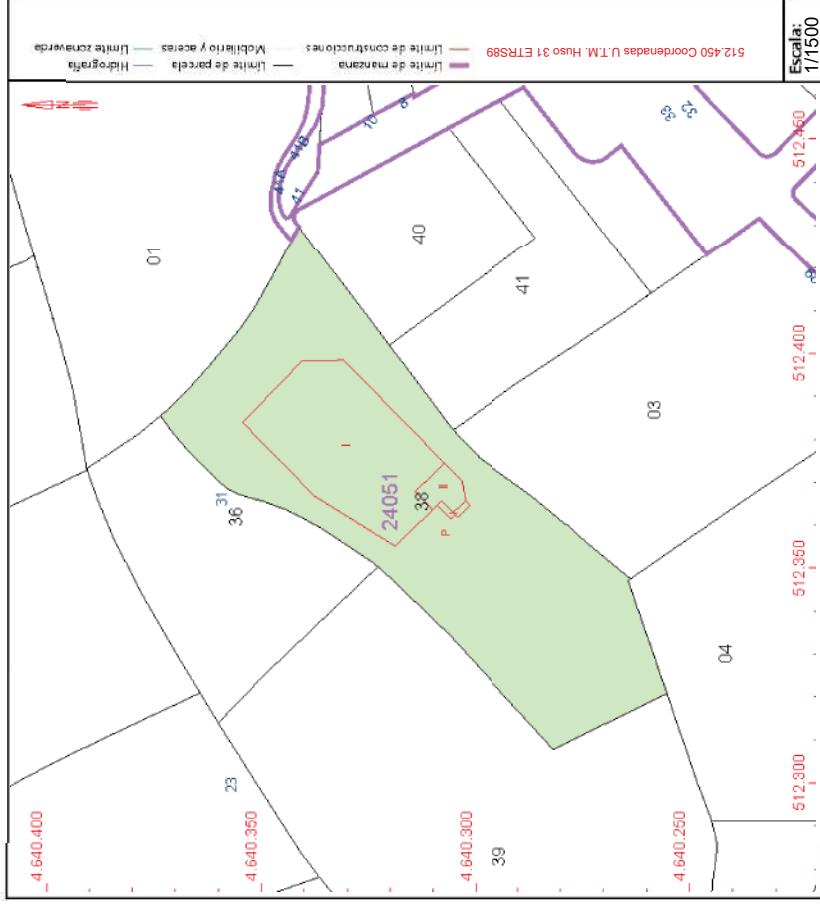 512.450 Coordenadas U.T.M. Huso 31 ETRS89
Límite de manzana
Límite de parcela
Límite de construcciones
Mobiliario y aceras
Límite zona verde
Hidrografía
Escala:
1/1500
4.640.400
4.640.350
4.640.300
4.640.250
512.450
512.400
512.350
512.300
01
44B
44A
41
10
8
40
41
03
04
31
36
24051
38
I
II
P
23
39